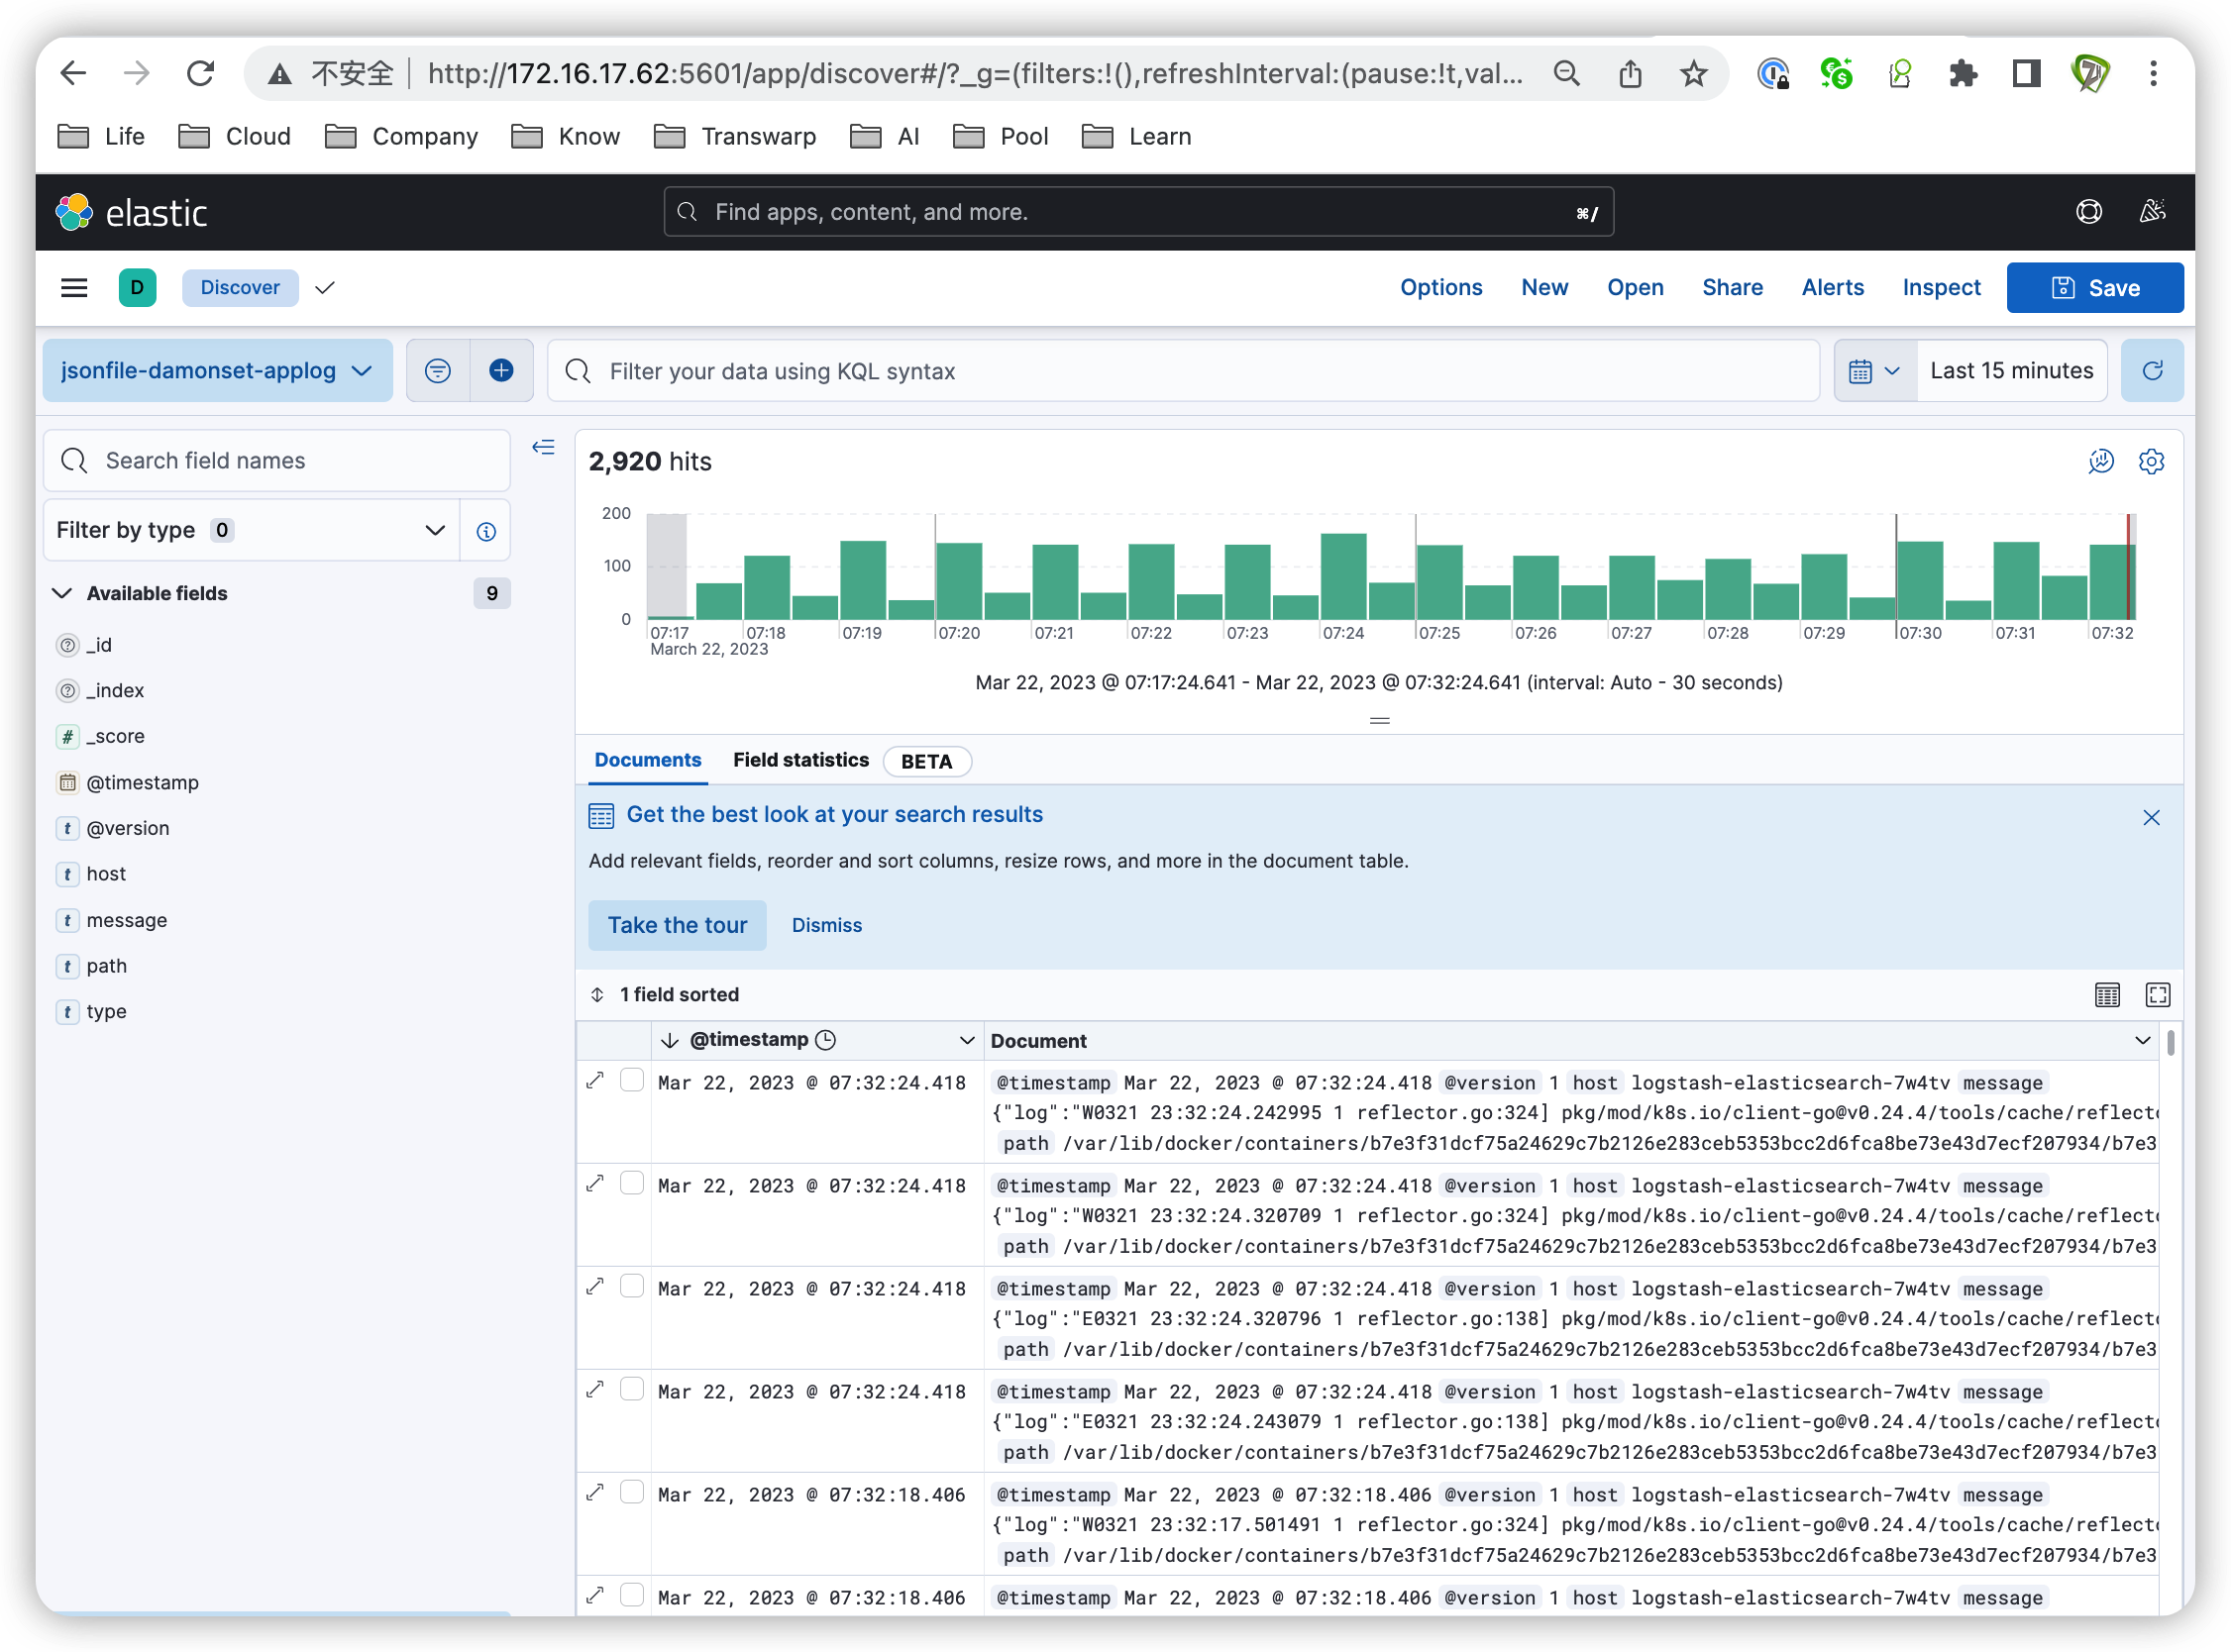 不安全 http://172.16.17.62:5601/app/discover#/?_g=(filters:!(),refreshInterval:(pause:!t,val...
Life Cloud Company Know Transwarp AI Pool Learn
elastic Find apps, content, and more. ⌘/
D Discover Options New Open Share Alerts Inspect Save
jsonfile-damonset-applog Filter your data using KQL syntax Last 15 minutes
Search field names
Filter by type 0
Available fields 9
_id
_index
# _score
@timestamp
t @version
t host
t message
t path
t type
2,920 hits
200
100
0
07:17 07:18 07:19 07:20 07:21 07:22 07:23 07:24 07:25 07:26 07:27 07:28 07:29 07:30 07:31 07:32
March 22, 2023
Mar 22, 2023 @ 07:17:24.641 - Mar 22, 2023 @ 07:32:24.641 (interval: Auto - 30 seconds)
Documents Field statistics BETA
Get the best look at your search results
Add relevant fields, reorder and sort columns, resize rows, and more in the document table.
Take the tour Dismiss
1 field sorted
@timestamp Document
Mar 22, 2023 @ 07:32:24.418 @timestamp Mar 22, 2023 @ 07:32:24.418 @version 1 host logstash-elasticsearch-7w4tv message
{"log":"W0321 23:32:24.242995 1 reflector.go:324] pkg/mod/k8s.io/client-go@v0.24.4/tools/cache/reflect
path /var/lib/docker/containers/b7e3f31dcf75a24629c7b2126e283ceb5353bcc2d6fca8be73e43d7ecf207934/b7e3
Mar 22, 2023 @ 07:32:24.418 @timestamp Mar 22, 2023 @ 07:32:24.418 @version 1 host logstash-elasticsearch-7w4tv message
{"log":"W0321 23:32:24.320709 1 reflector.go:324] pkg/mod/k8s.io/client-go@v0.24.4/tools/cache/reflect
path /var/lib/docker/containers/b7e3f31dcf75a24629c7b2126e283ceb5353bcc2d6fca8be73e43d7ecf207934/b7e3
Mar 22, 2023 @ 07:32:24.418 @timestamp Mar 22, 2023 @ 07:32:24.418 @version 1 host logstash-elasticsearch-7w4tv message
{"log":"E0321 23:32:24.320796 1 reflector.go:138] pkg/mod/k8s.io/client-go@v0.24.4/tools/cache/reflect
path /var/lib/docker/containers/b7e3f31dcf75a24629c7b2126e283ceb5353bcc2d6fca8be73e43d7ecf207934/b7e3
Mar 22, 2023 @ 07:32:24.418 @timestamp Mar 22, 2023 @ 07:32:24.418 @version 1 host logstash-elasticsearch-7w4tv message
{"log":"E0321 23:32:24.243079 1 reflector.go:138] pkg/mod/k8s.io/client-go@v0.24.4/tools/cache/reflect
path /var/lib/docker/containers/b7e3f31dcf75a24629c7b2126e283ceb5353bcc2d6fca8be73e43d7ecf207934/b7e3
Mar 22, 2023 @ 07:32:18.406 @timestamp Mar 22, 2023 @ 07:32:18.406 @version 1 host logstash-elasticsearch-7w4tv message
{"log":"W0321 23:32:17.501491 1 reflector.go:324] pkg/mod/k8s.io/client-go@v0.24.4/tools/cache/reflect
path /var/lib/docker/containers/b7e3f31dcf75a24629c7b2126e283ceb5353bcc2d6fca8be73e43d7ecf207934/b7e3
Mar 22, 2023 @ 07:32:18.406 @timestamp Mar 22, 2023 @ 07:32:18.406 @version 1 host logstash-elasticsearch-7w4tv message